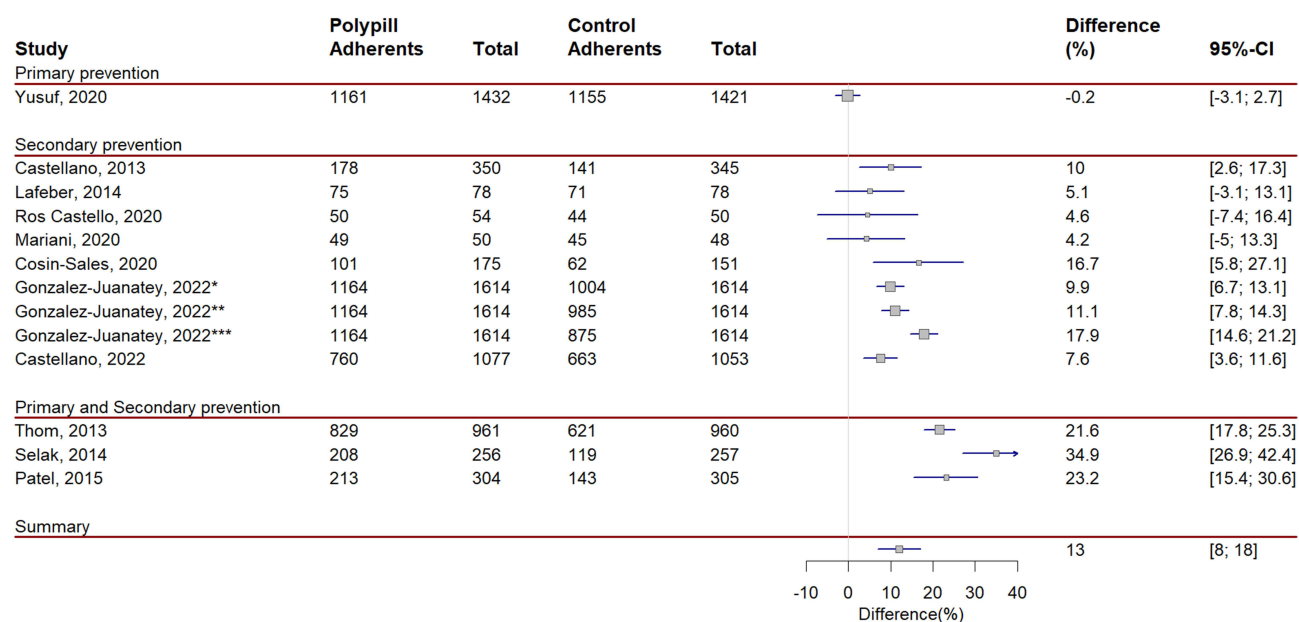 Study Polypill Adherents Total Control Adherents Total Difference (%) 95%-CI
Primary prevention
Yusuf, 2020 1161 1432 1155 1421 -0.2 [-3.1; 2.7]
Secondary prevention
Castellano, 2013 178 350 141 345 10 [2.6; 17.3]
Lafeber, 2014 75 78 71 78 5.1 [-3.1; 13.1]
Ros Castello, 2020 50 54 44 50 4.6 [-7.4; 16.4]
Mariani, 2020 49 50 45 48 4.2 [-5; 13.3]
Cosin-Sales, 2020 101 175 62 151 16.7 [5.8; 27.1]
Gonzalez-Juanatey, 2022* 1164 1614 1004 1614 9.9 [6.7; 13.1]
Gonzalez-Juanatey, 2022** 1164 1614 985 1614 11.1 [7.8; 14.3]
Gonzalez-Juanatey, 2022*** 1164 1614 875 1614 17.9 [14.6; 21.2]
Castellano, 2022 760 1077 663 1053 7.6 [3.6; 11.6]
Primary and Secondary prevention
Thom, 2013 829 961 621 960 21.6 [17.8; 25.3]
Selak, 2014 208 256 119 257 34.9 [26.9; 42.4]
Patel, 2015 213 304 143 305 23.2 [15.4; 30.6]
Summary
13 [8; 18]
-10 0 10 20 30 40
Difference(%)